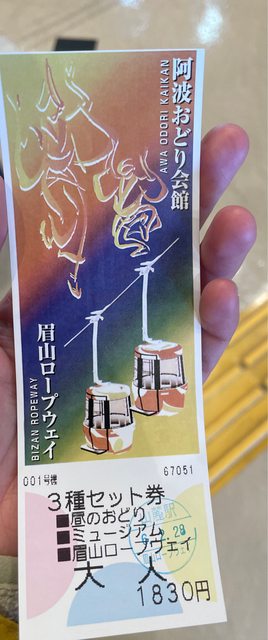 阿波おどり会館
AWA ODORI KAIKAN
眉山ロープウェイ
BIZAN ROPEWAY
001号機
67051
3種セット券
■昼のおどり
■ミュージアム
■眉山ロープウェイ
大 人
1830円